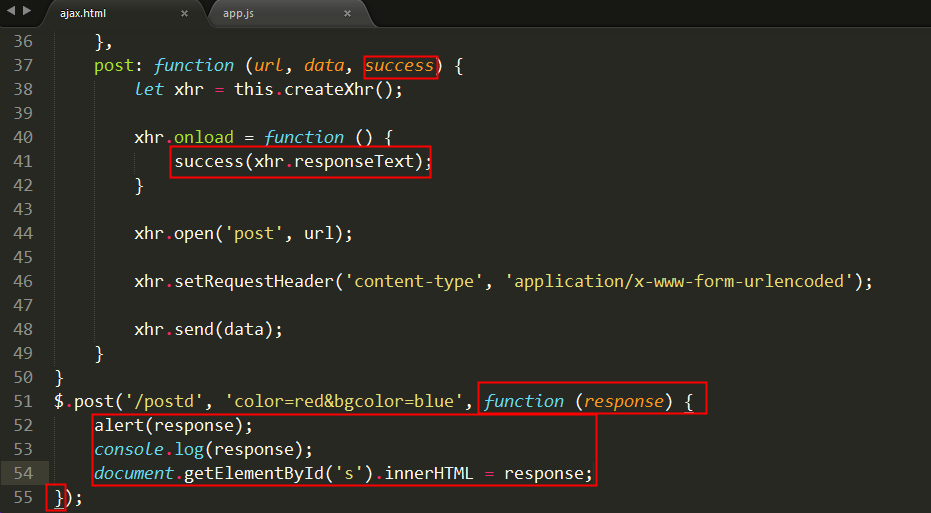 ajax.html × app.js ×
36 },
37 post: function (url, data, success) {
38 let xhr = this.createXhr();
39
40 xhr.onload = function () {
41 success(xhr.responseText);
42 }
43
44 xhr.open('post', url);
45
46 xhr.setRequestHeader('content-type', 'application/x-www-form-urlencoded');
47
48 xhr.send(data);
49 }
50 }
51 $.post('/postd', 'color=red&bgcolor=blue', function (response) {
52 alert(response);
53 console.log(response);
54 document.getElementById('s').innerHTML = response;
55 });